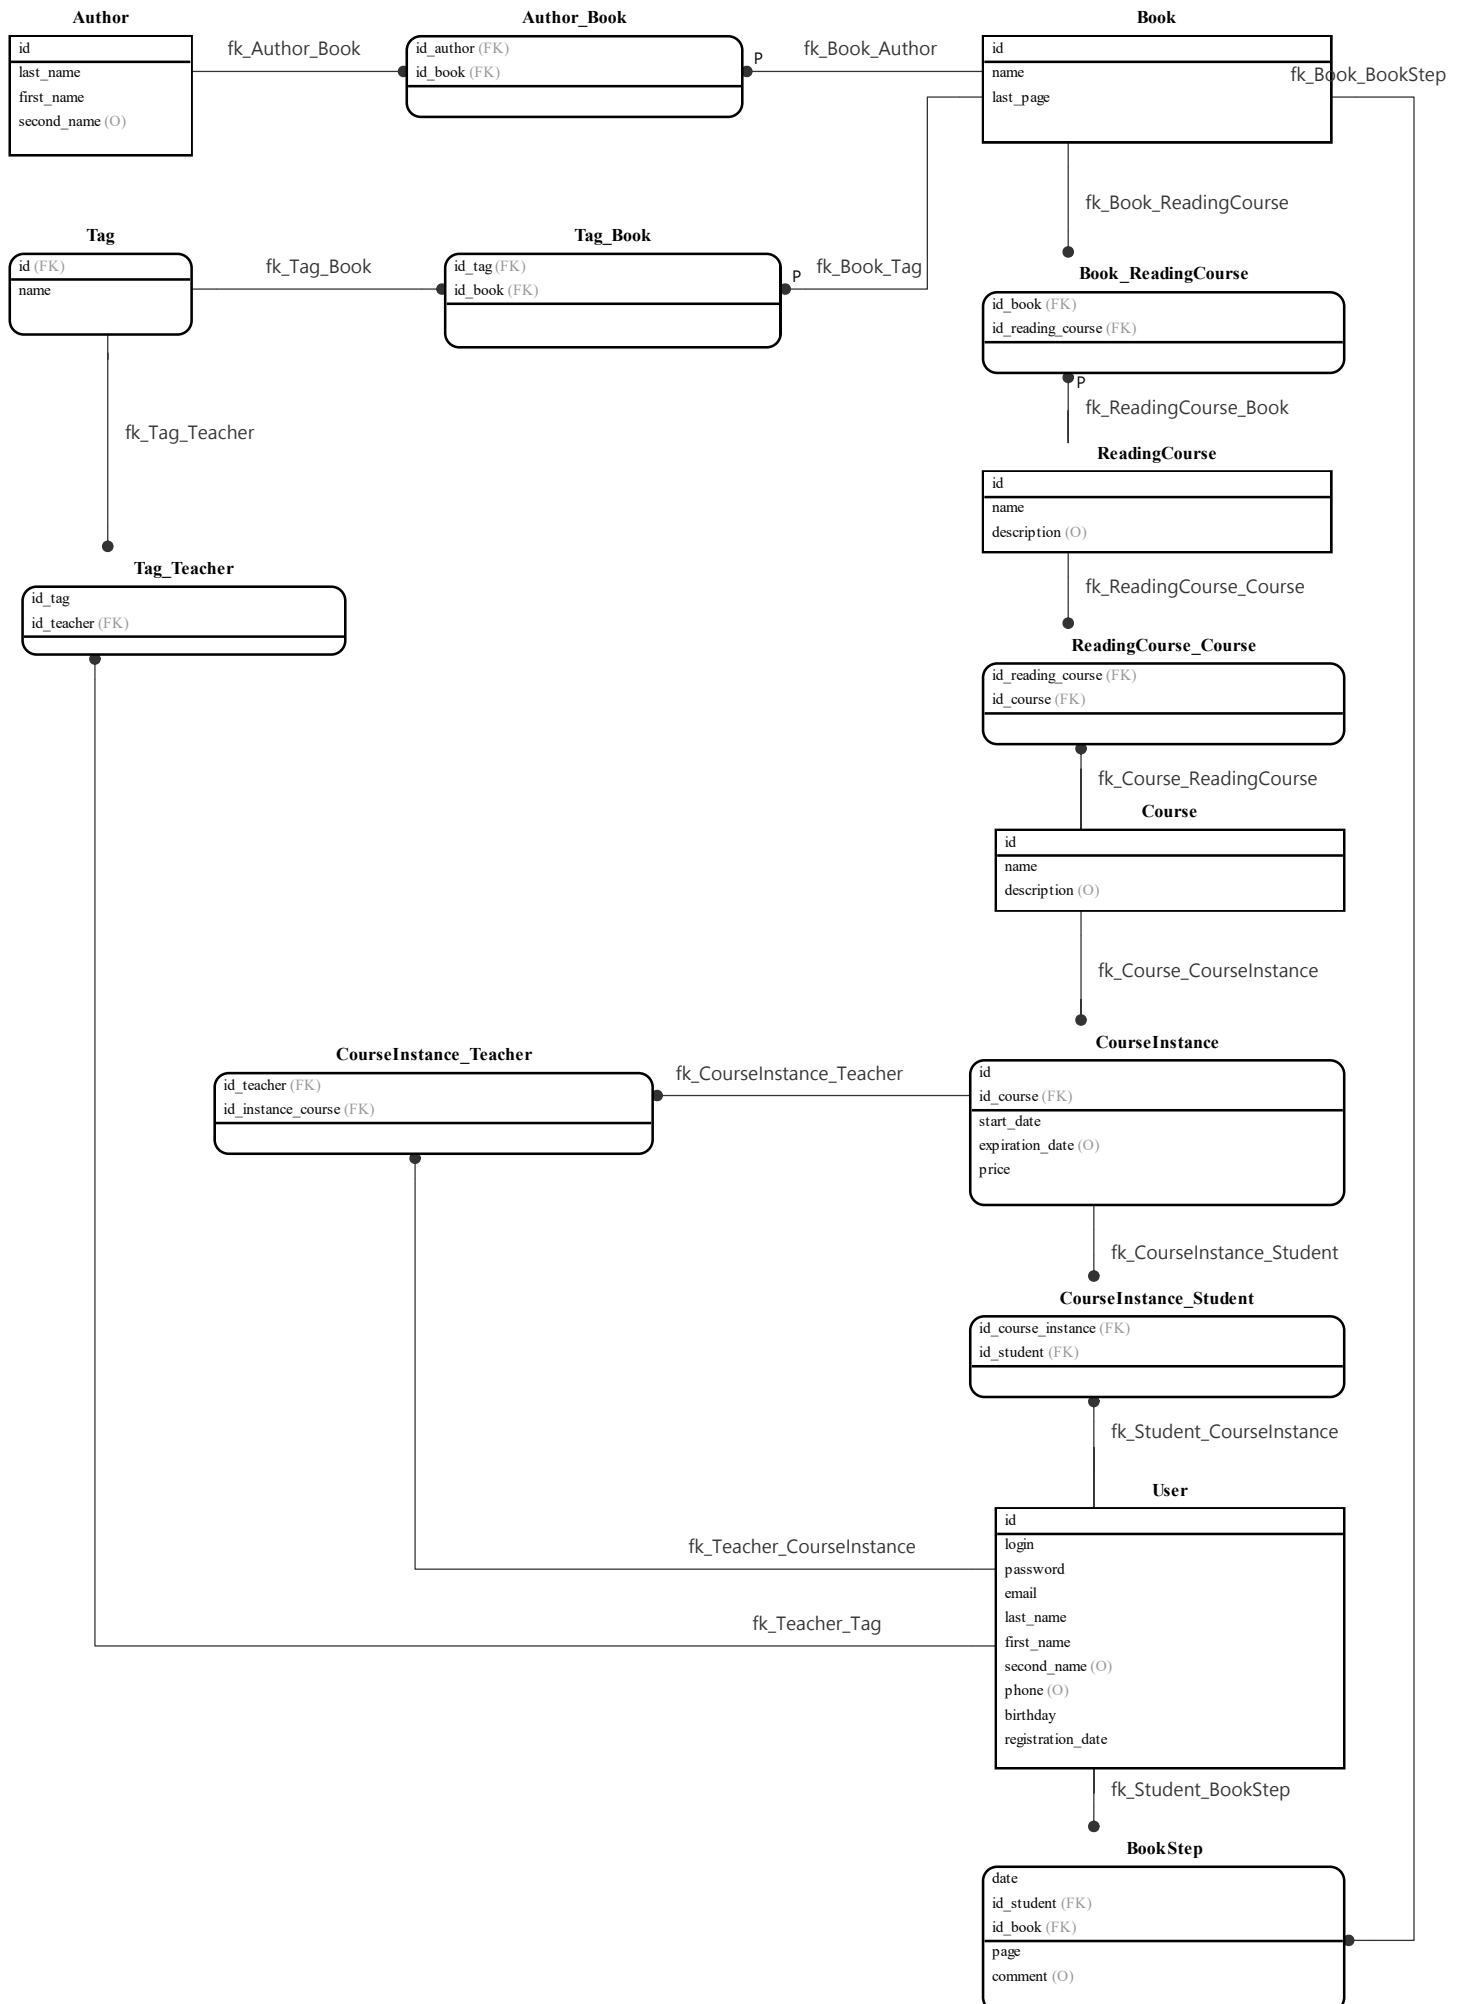 Author
id
last_name
first_name
second_name (O)
fk_Author_Book
Author_Book
id_author (FK)
id_book (FK)
P
fk_Book_Author
Book
id
name
last_page
fk_Book_BookStep
fk_Book_ReadingCourse
Tag
id (FK)
name
fk_Tag_Book
Tag_Book
id_tag (FK)
id_book (FK)
P
fk_Book_Tag
Book_ReadingCourse
id_book (FK)
id_reading_course (FK)
P
fk_ReadingCourse_Book
fk_Tag_Teacher
ReadingCourse
id
name
description (O)
fk_ReadingCourse_Course
Tag_Teacher
id_tag
id_teacher (FK)
ReadingCourse_Course
id_reading_course (FK)
id_course (FK)
fk_Course_ReadingCourse
Course
id
name
description (O)
fk_Course_CourseInstance
CourseInstance_Teacher
id_teacher (FK)
id_instance_course (FK)
fk_CourseInstance_Teacher
CourseInstance
id
id_course (FK)
start_date
expiration_date (O)
price
fk_CourseInstance_Student
CourseInstance_Student
id_course_instance (FK)
id_student (FK)
fk_Student_CourseInstance
User
id
login
password
email
last_name
first_name
second_name (O)
phone (O)
birthday
registration_date
fk_Teacher_CourseInstance
fk_Teacher_Tag
fk_Student_BookStep
BookStep
date
id_student (FK)
id_book (FK)
page
comment (O)